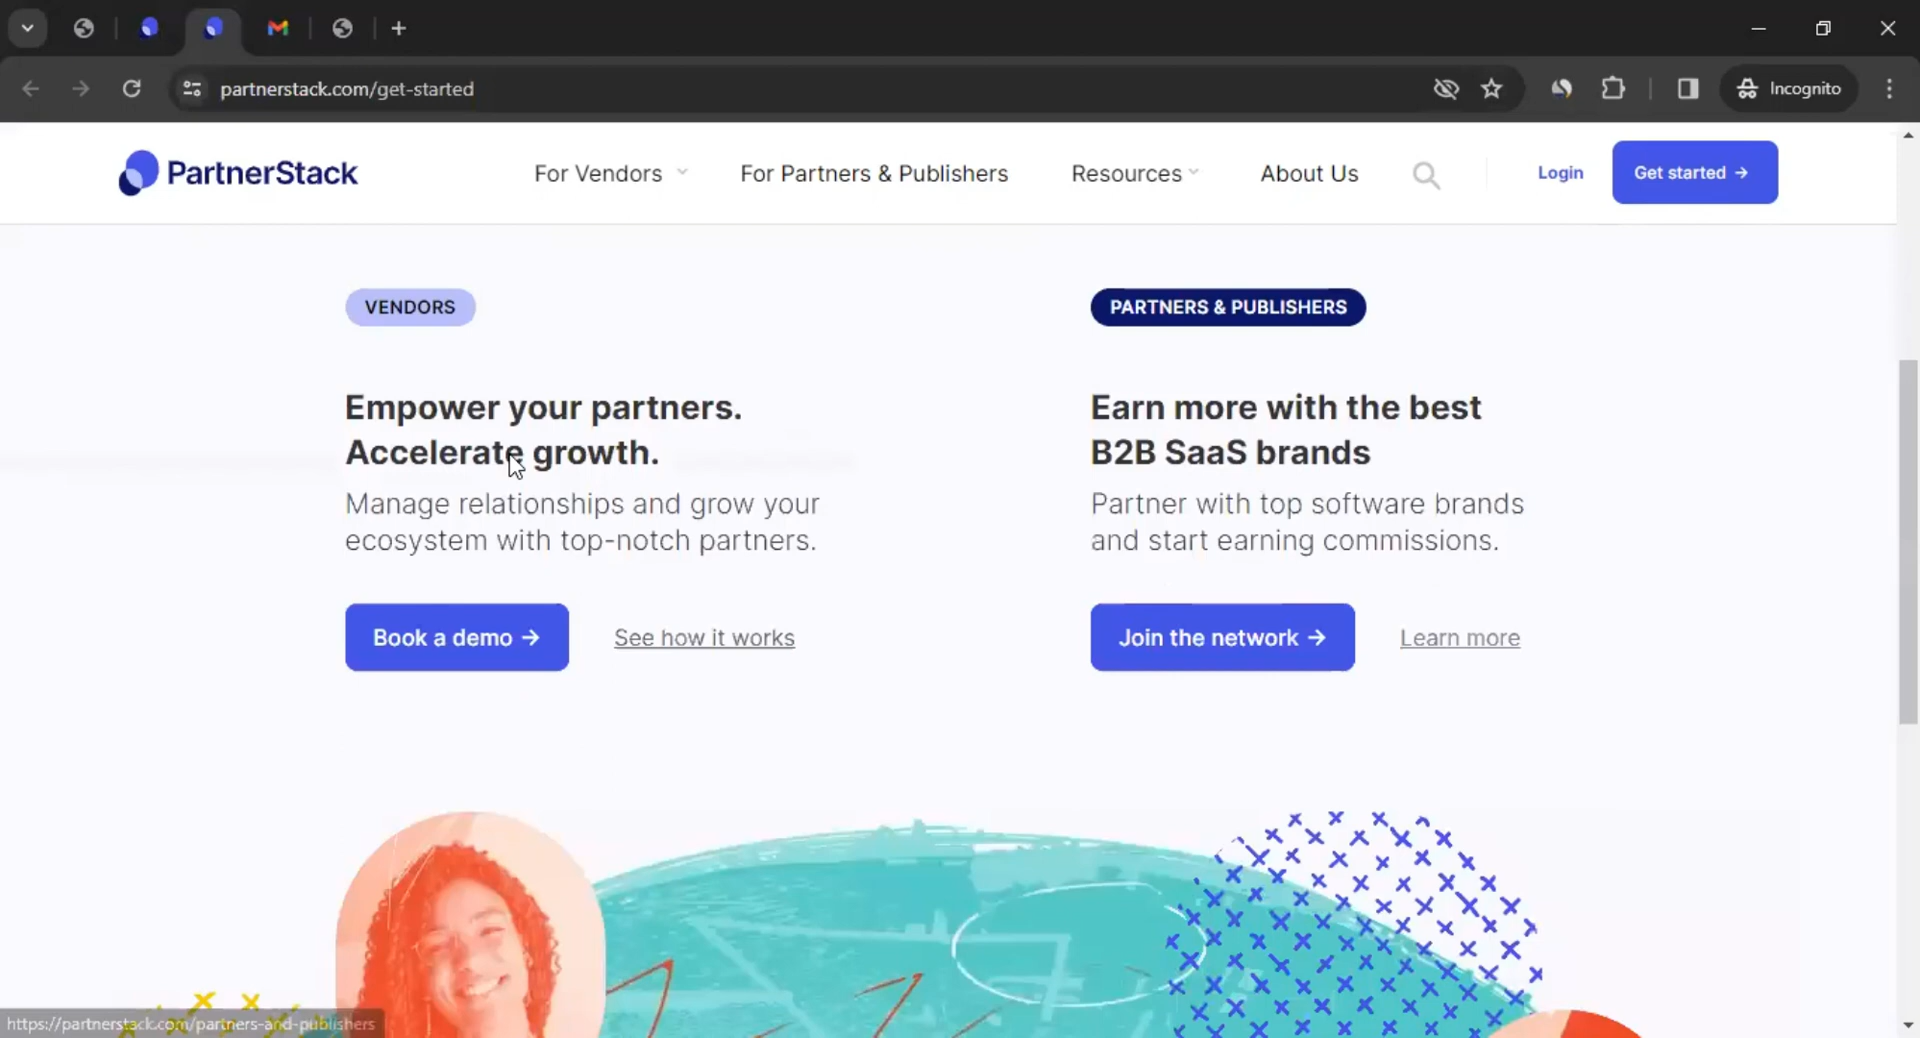 partnerstack.com/get-started
Incognito
PartnerStack
For Vendors
For Partners & Publishers
Resources
About Us
Login
Get started →
VENDORS
Empower your partners.
Accelerate growth.
Manage relationships and grow your
ecosystem with top-notch partners.
Book a demo →
See how it works
PARTNERS & PUBLISHERS
Earn more with the best
B2B SaaS brands
Partner with top software brands
and start earning commissions.
Join the network →
Learn more
https://partnerstack.com/partners-and-publishers